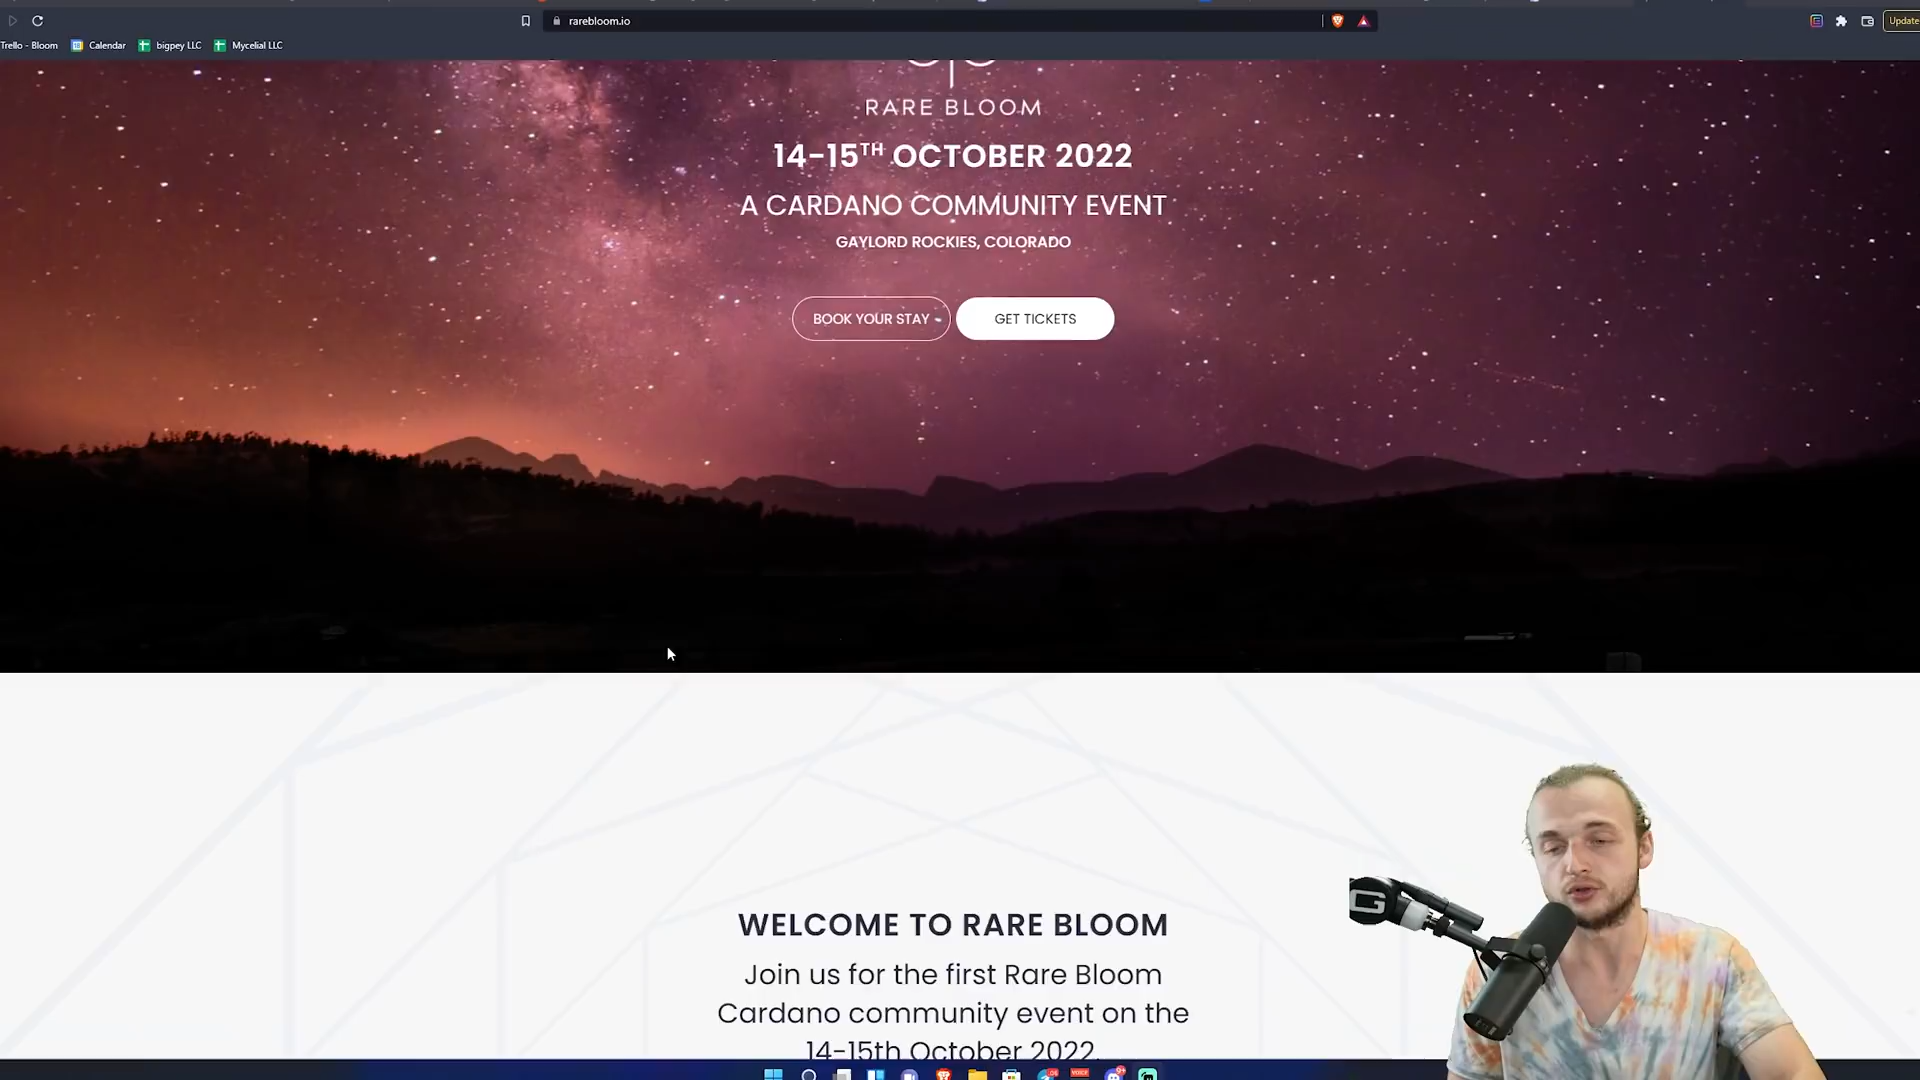 rarebloom.io
Update
Trello - Bloom
Calendar
bigpey LLC
Mycelial LLC
RARE BLOOM
14-15TH OCTOBER 2022
A CARDANO COMMUNITY EVENT
GAYLORD ROCKIES, COLORADO
BOOK YOUR STAY
GET TICKETS
WELCOME TO RARE BLOOM
Join us for the first Rare Bloom
Cardano community event on the
14-15th October 2022.
G
VOICE